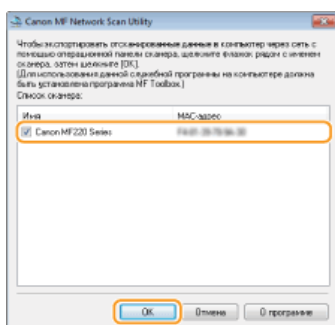 Canon MF Network Scan Utility
Чтобы экспортировать отсканированные данные в компьютер через сеть с
помощью операционной панели сканера, щелкните флажок рядом с именем
сканера, затем щелкните [OK].
(Для использования данной служебной программы на компьютере должна
быть установлена программа MF Toolbox.)
Список сканера:
Имя MAC-адрес
Canon MF220 Series
OK Отмена О программе